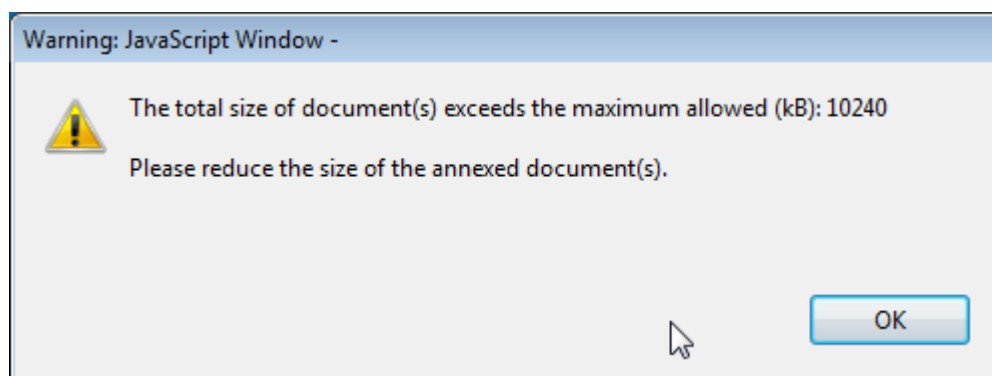 Warning: JavaScript Window -
The total size of document(s) exceeds the maximum allowed (kB): 10240
Please reduce the size of the annexed document(s).
OK